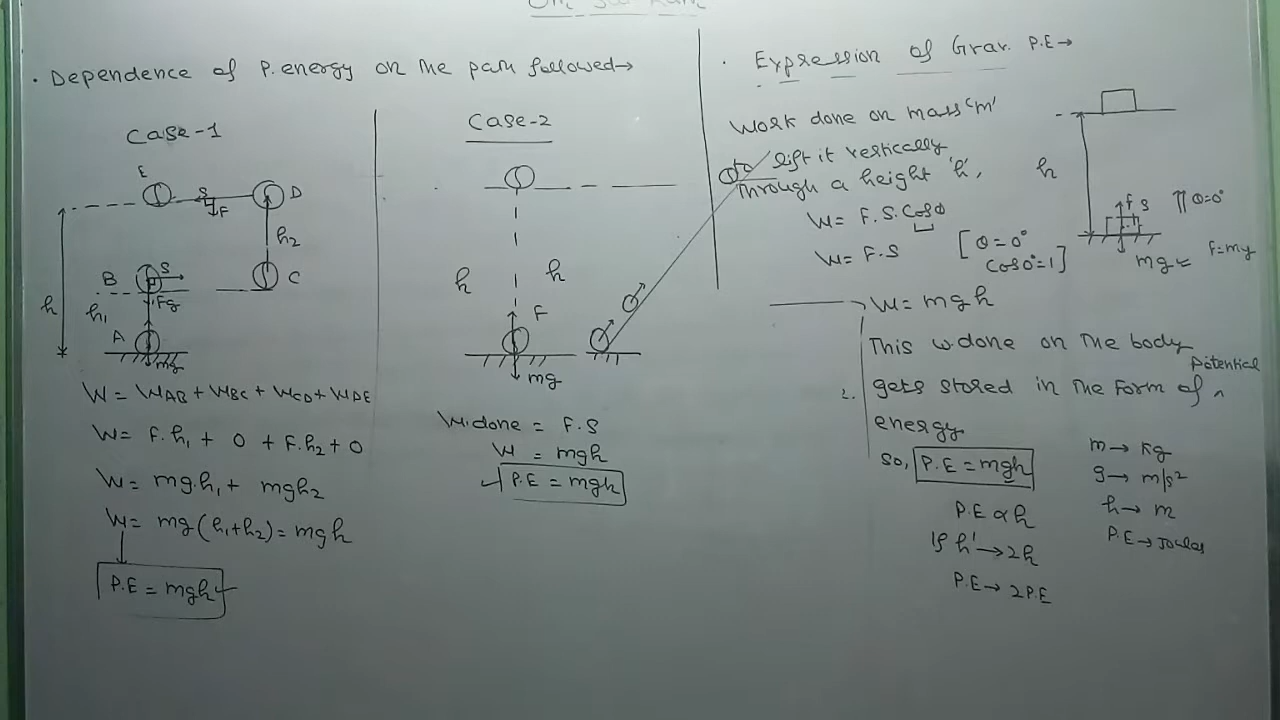 . Dependence of P.energy on the path followed→
Case-1
E
S
F
D
h2
C
B
S
Fg
h
h1
A
mg
W = WAB + WBC + WCD + WDE
W = F.h1 + 0 + F.h2 + 0
W = mg.h1 + mgh2
W = mg(h1+h2) = mgh
P.E = mgh
Case-2
h
h
F
mg
W.done = F.S
W = mgh
P.E = mgh
. Expression of Grav. P.E→
Work done on mass 'm'
lift it vertically
Through a height 'h',
W = F.S.Cosθ
W = F.S [θ=0° Cos0°=1]
W = mgh
This w.done on the body
gets stored in the form of potential
energy
so, P.E = mgh
P.E ∝ h
If h' → 2h
P.E → 2P.E
h
F
S
θ=0°
mg
F=mg
m → kg
g → m/s²
h → m
P.E → Joules